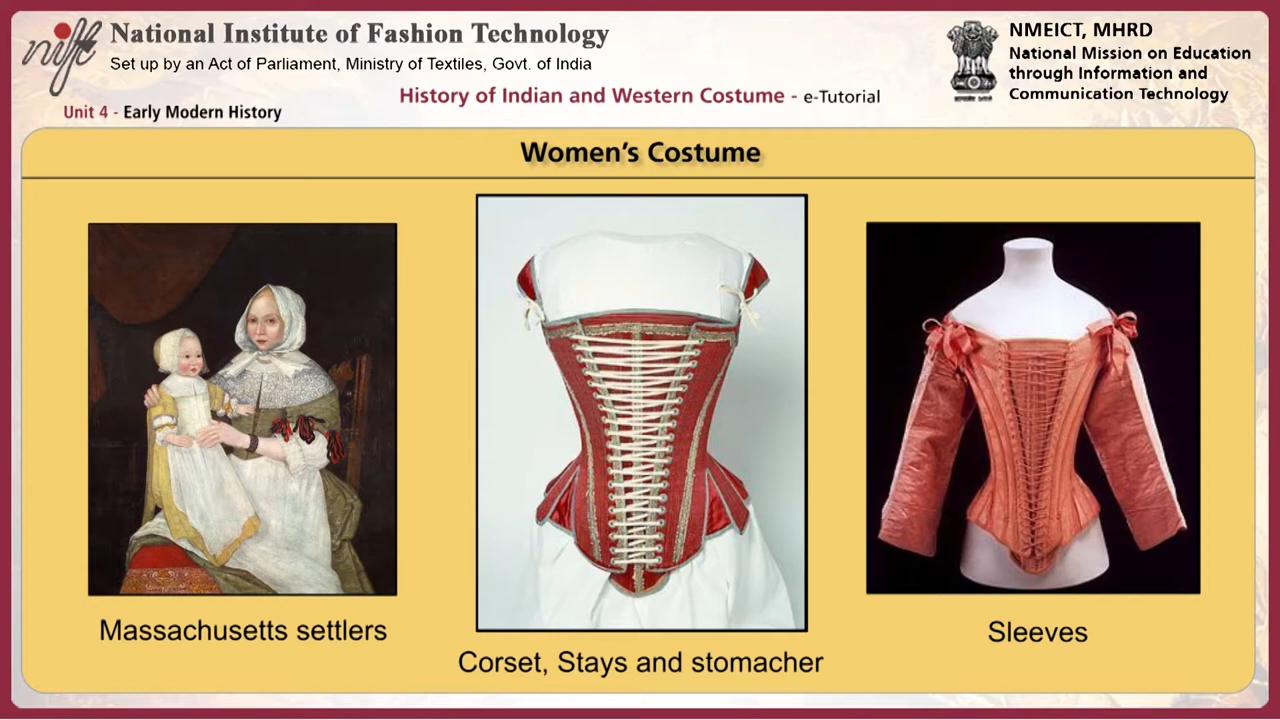 nift
National Institute of Fashion Technology
Set up by an Act of Parliament, Ministry of Textiles, Govt. of India
NMEICT, MHRD
National Mission on Education
through Information and
Communication Technology
History of Indian and Western Costume - e-Tutorial
Unit 4 - Early Modern History
Women's Costume
Massachusetts settlers
Corset, Stays and stomacher
Sleeves